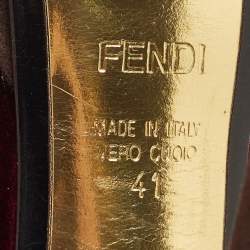 FENDI
MADE IN ITALY
VERO CUOIO
41